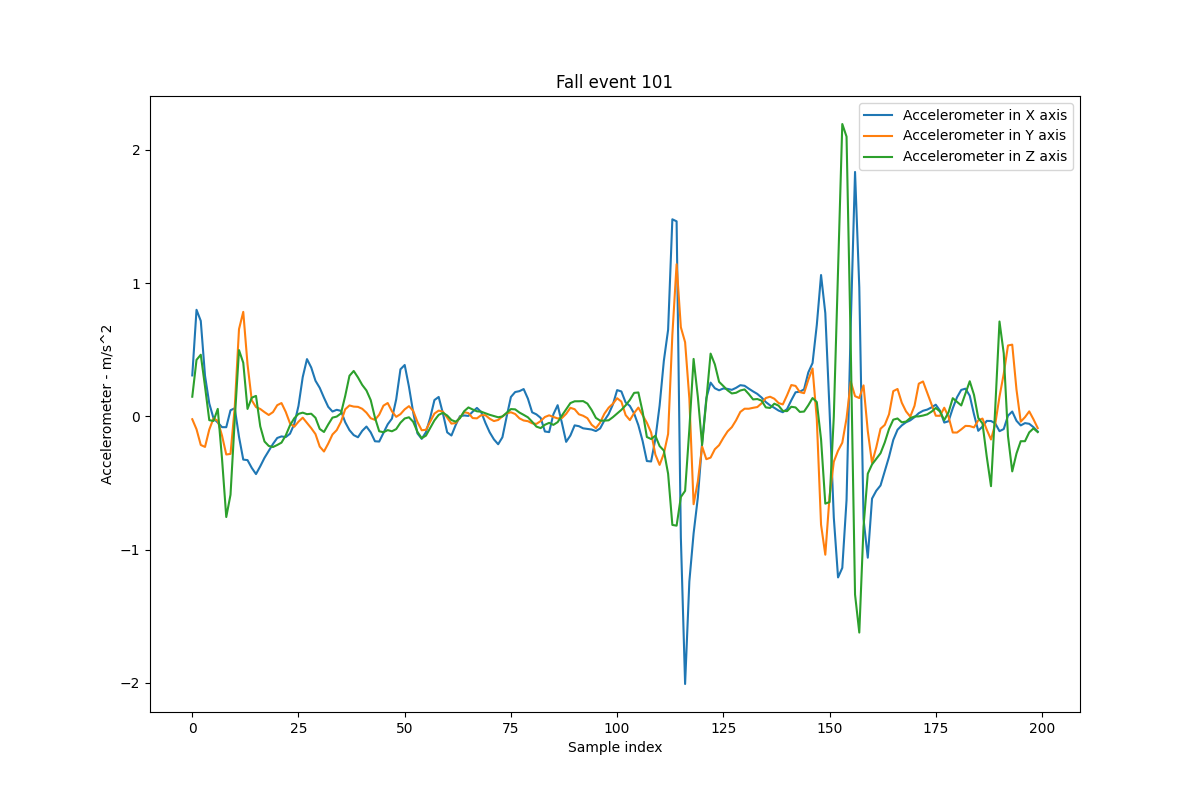 Fall event 101
Accelerometer in X axis
Accelerometer in Y axis
Accelerometer in Z axis
2
1
0
−1
−2
Accelerometer - m/s^2
0 25 50 75 100 125 150 175 200
Sample index